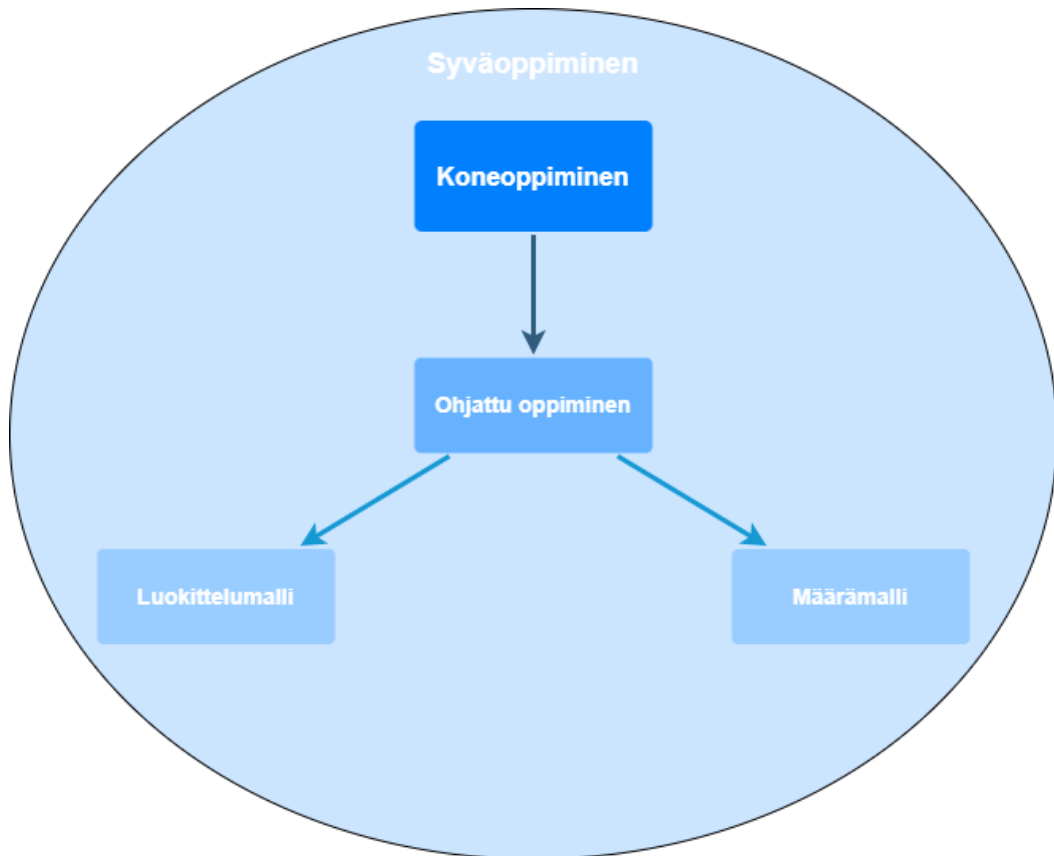 Syväoppiminen
Koneoppiminen
Ohjattu oppiminen
Luokittelumalli
Määrämalli